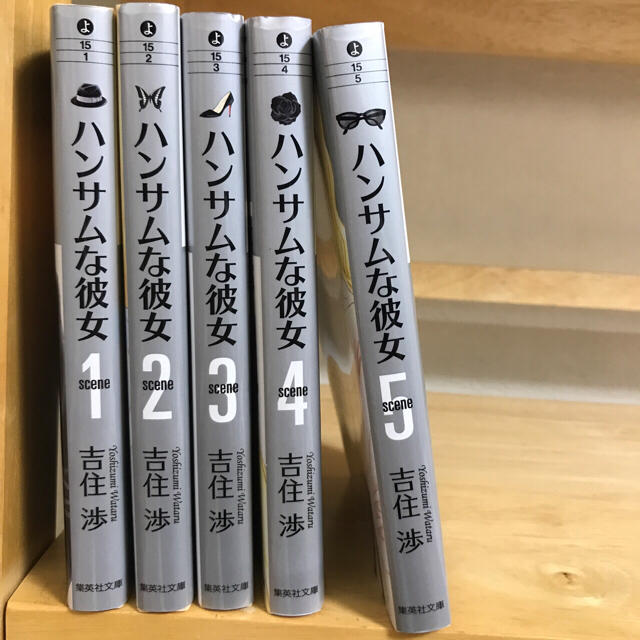 よ
15
1
ハンサムな彼女
1
scene
吉住 渉
Yoshizumi Wataru
集英社文庫
よ
15
2
ハンサムな彼女
2
scene
吉住 渉
Yoshizumi Wataru
集英社文庫
よ
15
3
ハンサムな彼女
3
scene
吉住 渉
Yoshizumi Wataru
集英社文庫
よ
15
4
ハンサムな彼女
4
scene
吉住 渉
Yoshizumi Wataru
集英社文庫
よ
15
5
ハンサムな彼女
5
scene
吉住 渉
Yoshizumi Wataru
集英社文庫